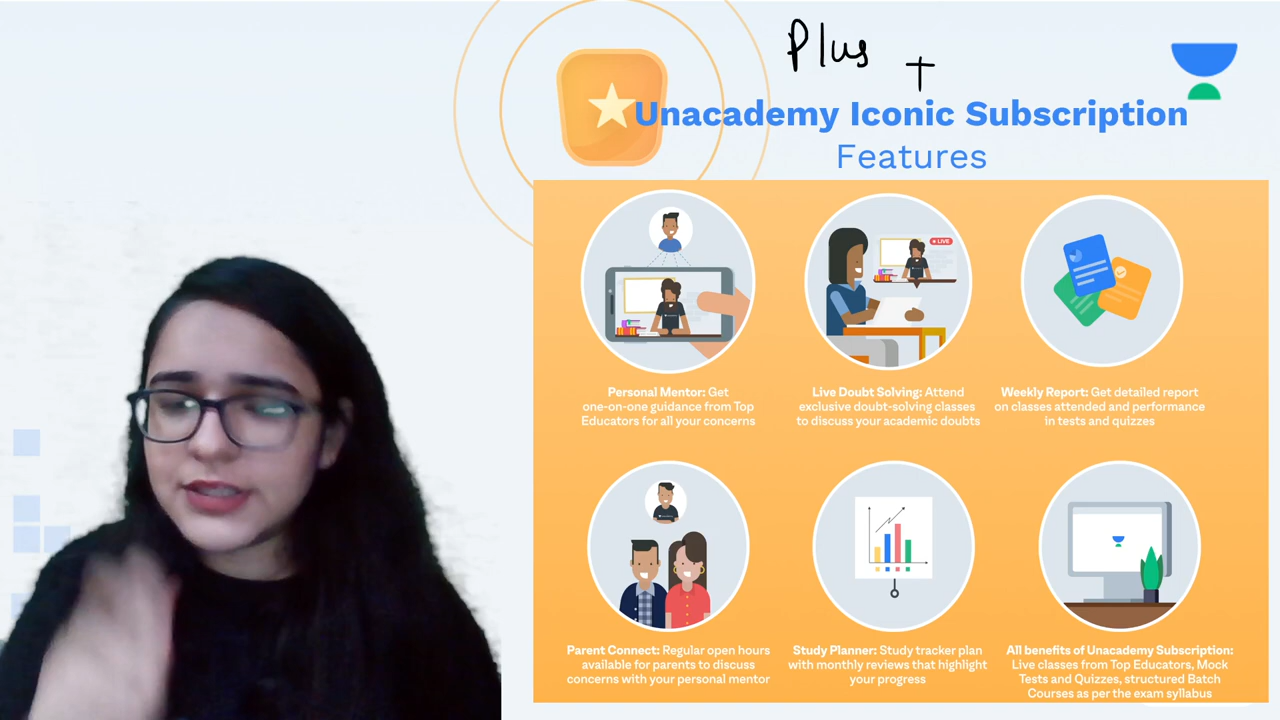 Plus +
Unacademy Iconic Subscription
Features
LIVE
Personal Mentor: Get
one-on-one guidance from Top
Educators for all your concerns
Live Doubt Solving: Attend
exclusive doubt-solving classes
to discuss your academic doubts
Weekly Report: Get detailed report
on classes attended and performance
in tests and quizzes
Parent Connect: Regular open hours
available for parents to discuss
concerns with your personal mentor
Study Planner: Study tracker plan
with monthly reviews that highlight
your progress
All benefits of Unacademy Subscription:
Live classes from Top Educators, Mock
Tests and Quizzes, structured Batch
Courses as per the exam syllabus